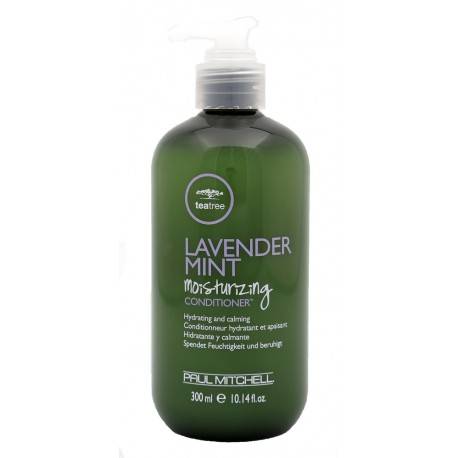 teatree
LAVENDER
MINT
moisturizing
CONDITIONER™
Hydrating and calming
Conditionneur hydratant et apaisant
Hidratante y calmante
Spendet Feuchtigkeit und beruhigt
PAUL MITCHELL
300 ml ℮ 10.14 fl.oz.